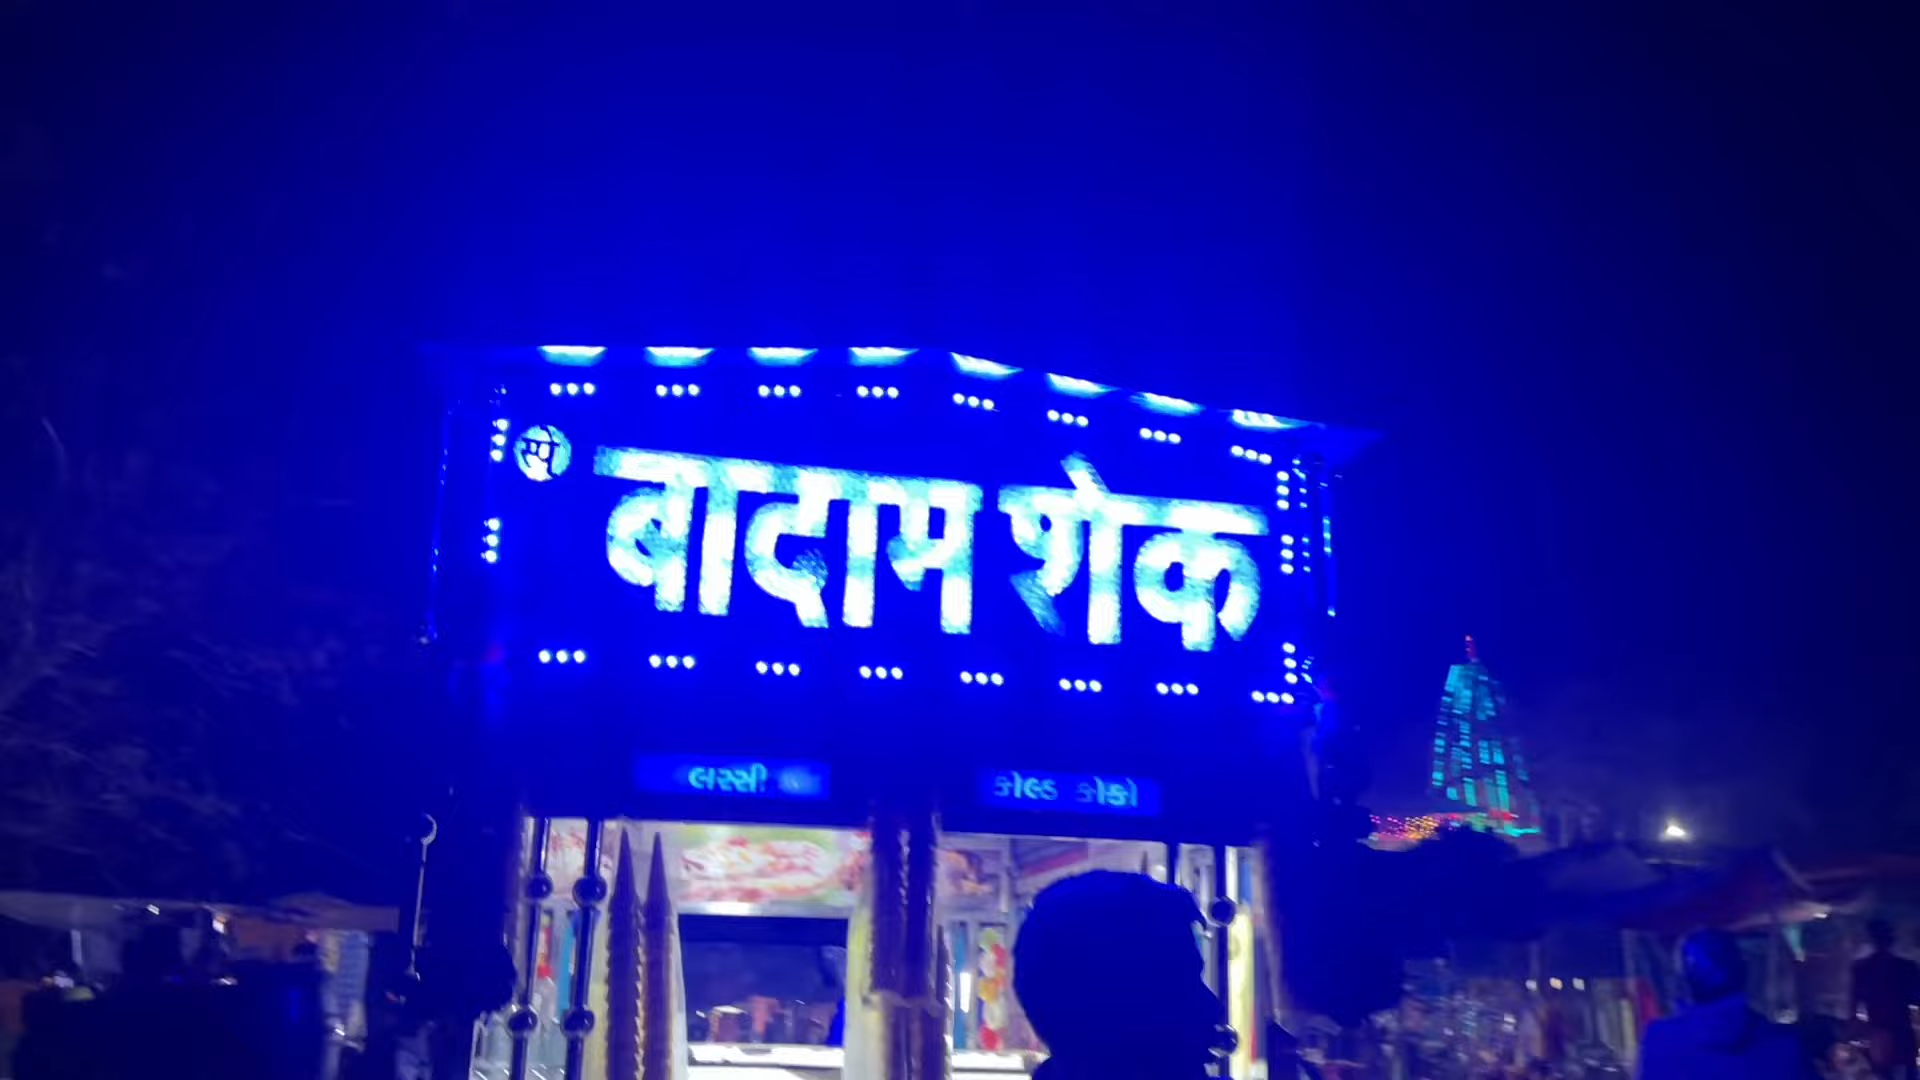 बादाम शेक
લસ્સી
કોલ્ડ કોકો